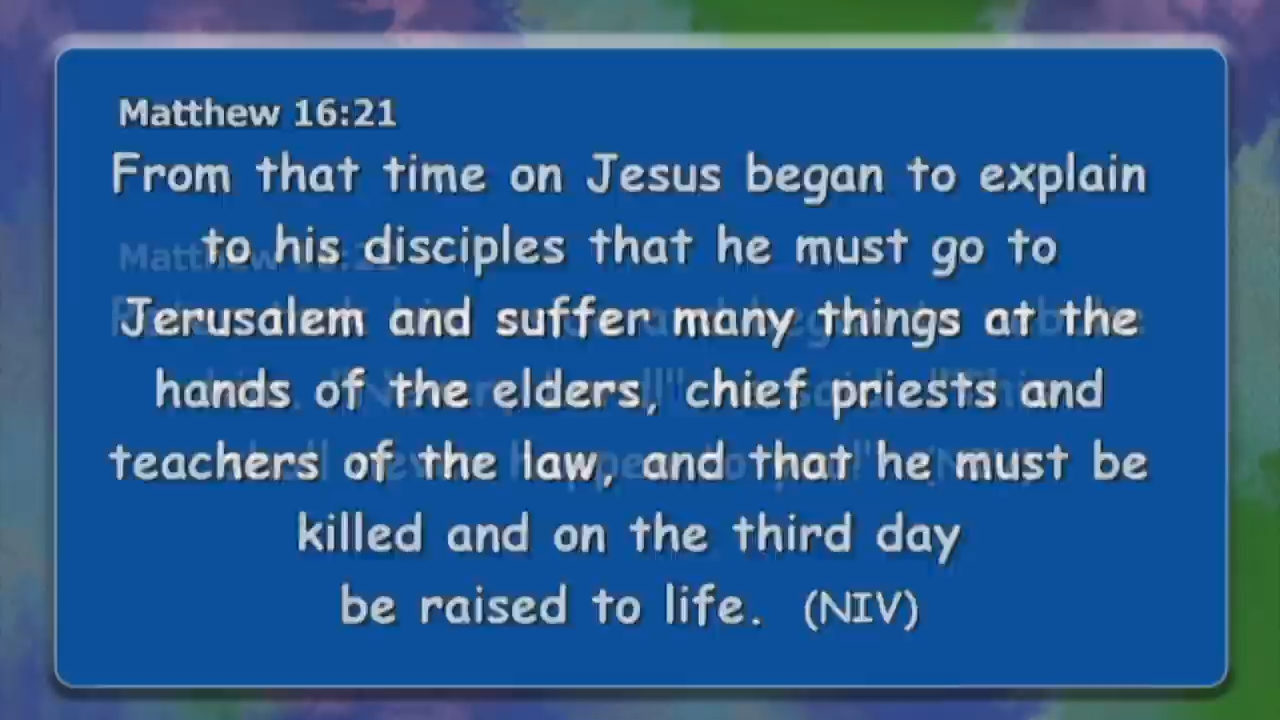 Matthew 16:21
From that time on Jesus began to explain
to his disciples that he must go to
Jerusalem and suffer many things at the
hands of the elders, chief priests and
teachers of the law, and that he must be
killed and on the third day
be raised to life. (NIV)